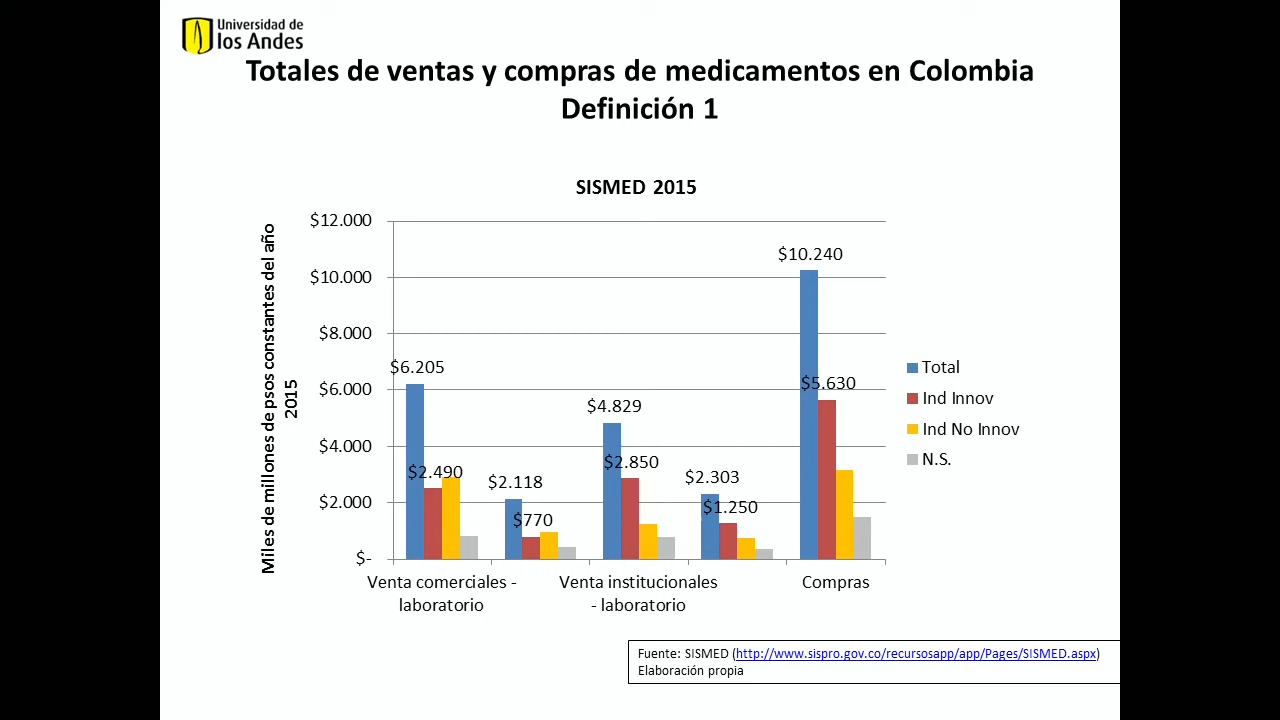 Universidad de
los Andes
Totales de ventas y compras de medicamentos en Colombia
Definición 1
SISMED 2015
Miles de millones de psos constantes del año
2015
$12.000
$10.000
$8.000
$6.000
$4.000
$2.000
$-
$6.205
$2.490
$2.118
$770
$4.829
$2.850
$2.303
$1.250
$10.240
$5.630
Venta comerciales -
laboratorio
Venta institucionales
- laboratorio
Compras
Total
Ind Innov
Ind No Innov
N.S.
Fuente: SISMED (http://www.sispro.gov.co/recursosapp/app/Pages/SISMED.aspx)
Elaboración propia